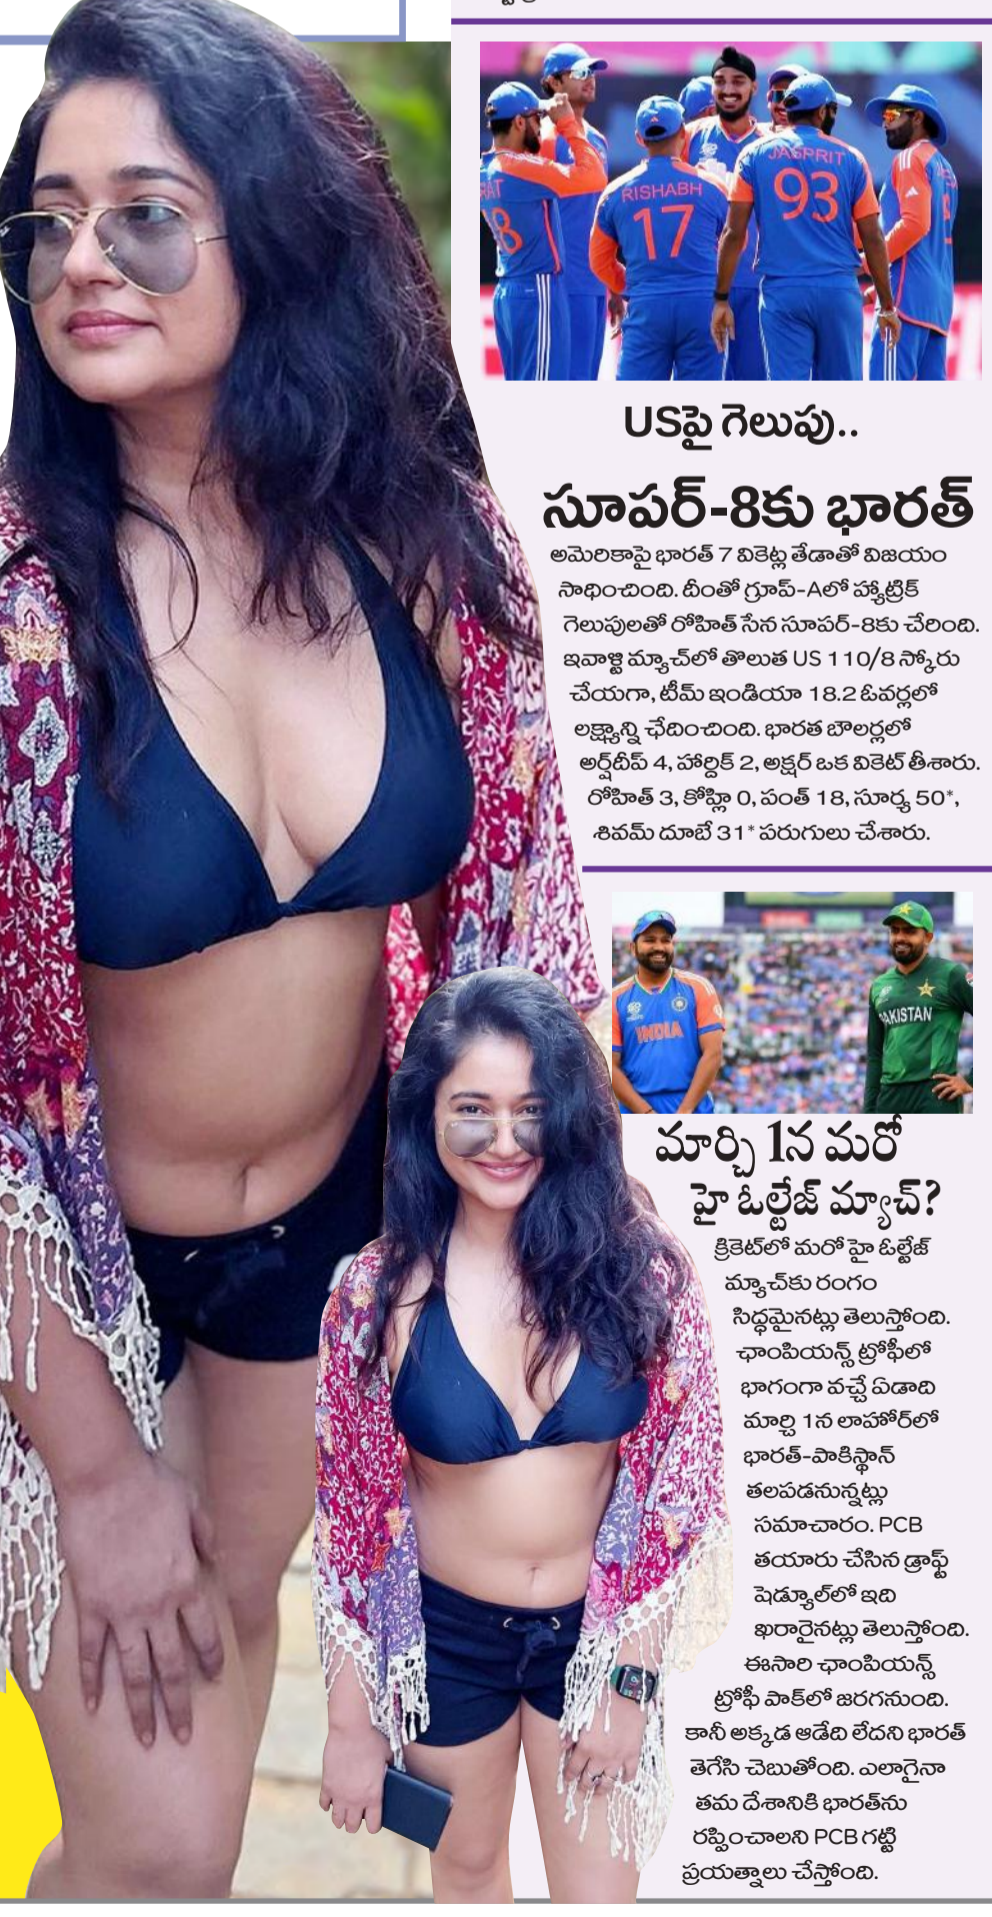 RAT
18
RISHABH
17
JASPRIT
93
USపై గెలుపు..
సూపర్-8కు భారత్
అమెరికాపై భారత్ 7 వికెట్ల తేడాతో విజయం
సాధించింది. దీంతో గ్రూప్-Aలో హ్యాట్రిక్
గెలుపులతో రోహిత్ సేన సూపర్-8కు చేరింది.
ఇవాళ్టి మ్యాచ్‌లో తొలుత US 110/8 స్కోరు
చేయగా, టీమ్ ఇండియా 18.2 ఓవర్లలో
లక్ష్యాన్ని ఛేదించింది. భారత బౌలర్లలో
అర్ష్‌దీప్ 4, హార్దిక్ 2, అక్షర్ ఒక వికెట్ తీశారు.
రోహిత్ 3, కోహ్లి 0, పంత్ 18, సూర్య 50*,
శివమ్ దూబే 31* పరుగులు చేశారు.
INDIA
PAKISTAN
మార్చి 1న మరో
హై ఓల్టేజ్ మ్యాచ్?
క్రికెట్‌లో మరో హై ఓల్టేజ్
మ్యాచ్‌కు రంగం
సిద్ధమైనట్లు తెలుస్తోంది.
ఛాంపియన్స్ ట్రోఫీలో
భాగంగా వచ్చే ఏడాది
మార్చి 1న లాహోర్‌లో
భారత్-పాకిస్థాన్
తలపడనున్నట్లు
సమాచారం. PCB
తయారు చేసిన డ్రాఫ్ట్
షెడ్యూల్‌లో ఇది
ఖరారైనట్లు తెలుస్తోంది.
ఈసారి ఛాంపియన్స్
ట్రోఫీ పాక్‌లో జరగనుంది.
కానీ అక్కడ ఆడేది లేదని భారత్
తెగేసి చెబుతోంది. ఎలాగైనా
తమ దేశానికి భారత్‌ను
రప్పించాలని PCB గట్టి
ప్రయత్నాలు చేస్తోంది.